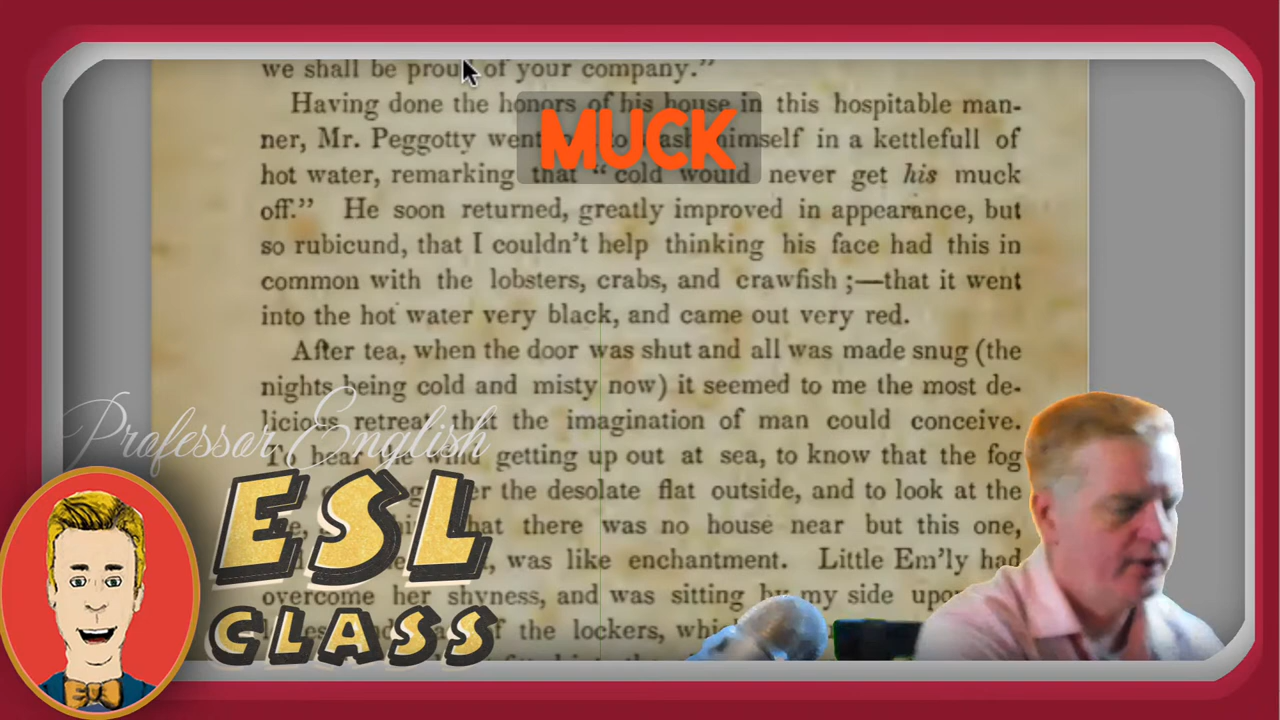 we shall be proud of your company."
Having done the honors of his house in this hospitable man-
MUCK
ner, Mr. Peggotty went to wash himself in a kettlefull of
hot water, remarking that "cold would never get his muck
off." He soon returned, greatly improved in appearance, but
so rubicund, that I couldn't help thinking his face had this in
common with the lobsters, crabs, and crawfish ;—that it went
into the hot water very black, and came out very red.
After tea, when the door was shut and all was made snug (the
nights being cold and misty now) it seemed to me the most de-
licious retreat that the imagination of man could conceive.
Professor English
To hear the wind getting up out at sea, to know that the fog
the desolate flat outside, and to look at the
that there was no house near but this one,
was like enchantment. Little Em'ly had
overcome her shyness, and was sitting by my side
of the lockers,
ESL
CLASS